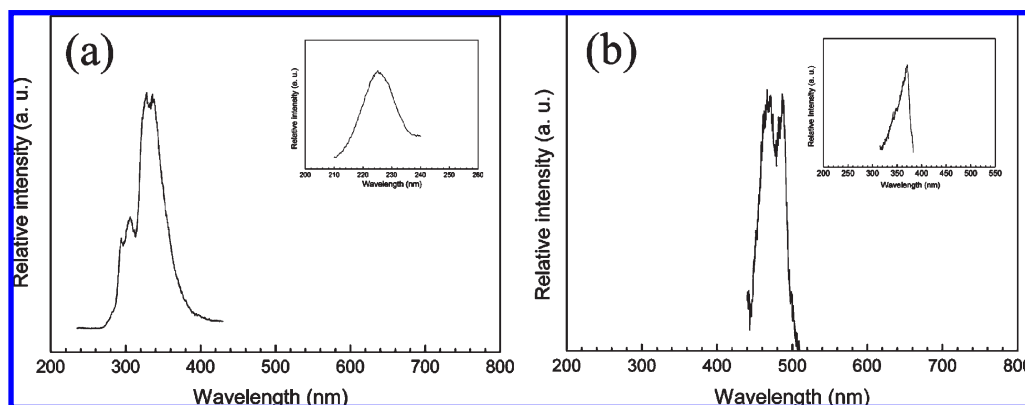 (a)
Relative intensity (a. u.)
Relative Intensity (a. u.)
200 210 220 230 240 250 260
Wavelength (nm)
200 300 400 500 600 700 800
Wavelength (nm)
(b)
Relative intensity (a. u.)
Relative Intensity (a. u.)
200 250 300 350 400 450 500 550
Wavelength (nm)
200 300 400 500 600 700 800
Wavelength (nm)